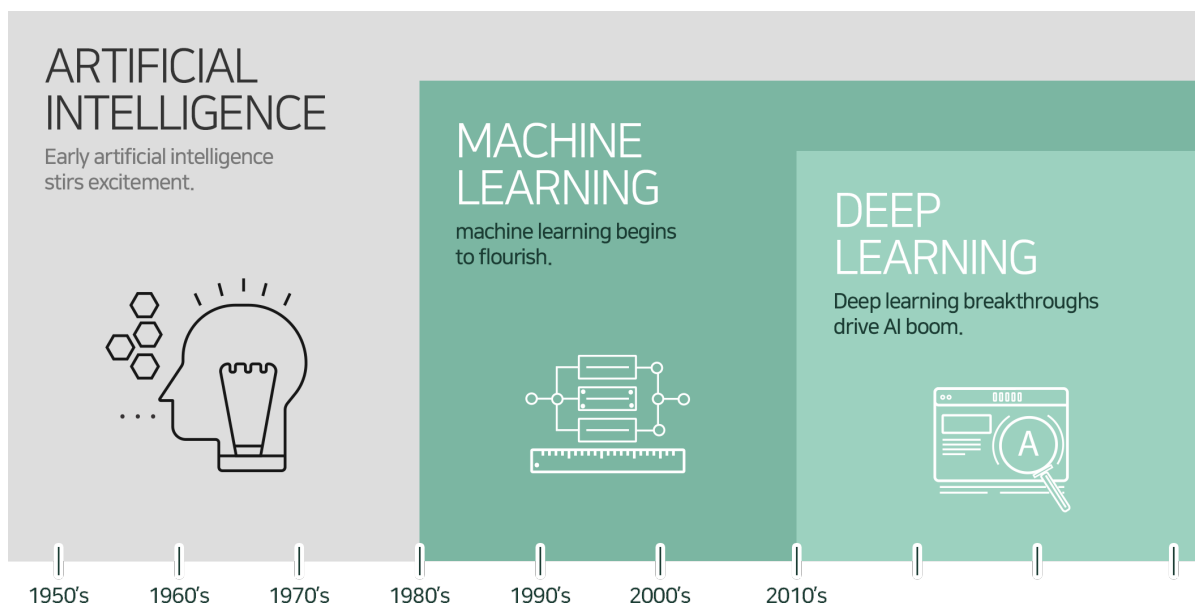 ARTIFICIAL
INTELLIGENCE
Early artificial intelligence
stirs excitement.
MACHINE
LEARNING
machine learning begins
to flourish.
DEEP
LEARNING
Deep learning breakthroughs
drive AI boom.
A
1950's 1960's 1970's 1980's 1990's 2000's 2010's